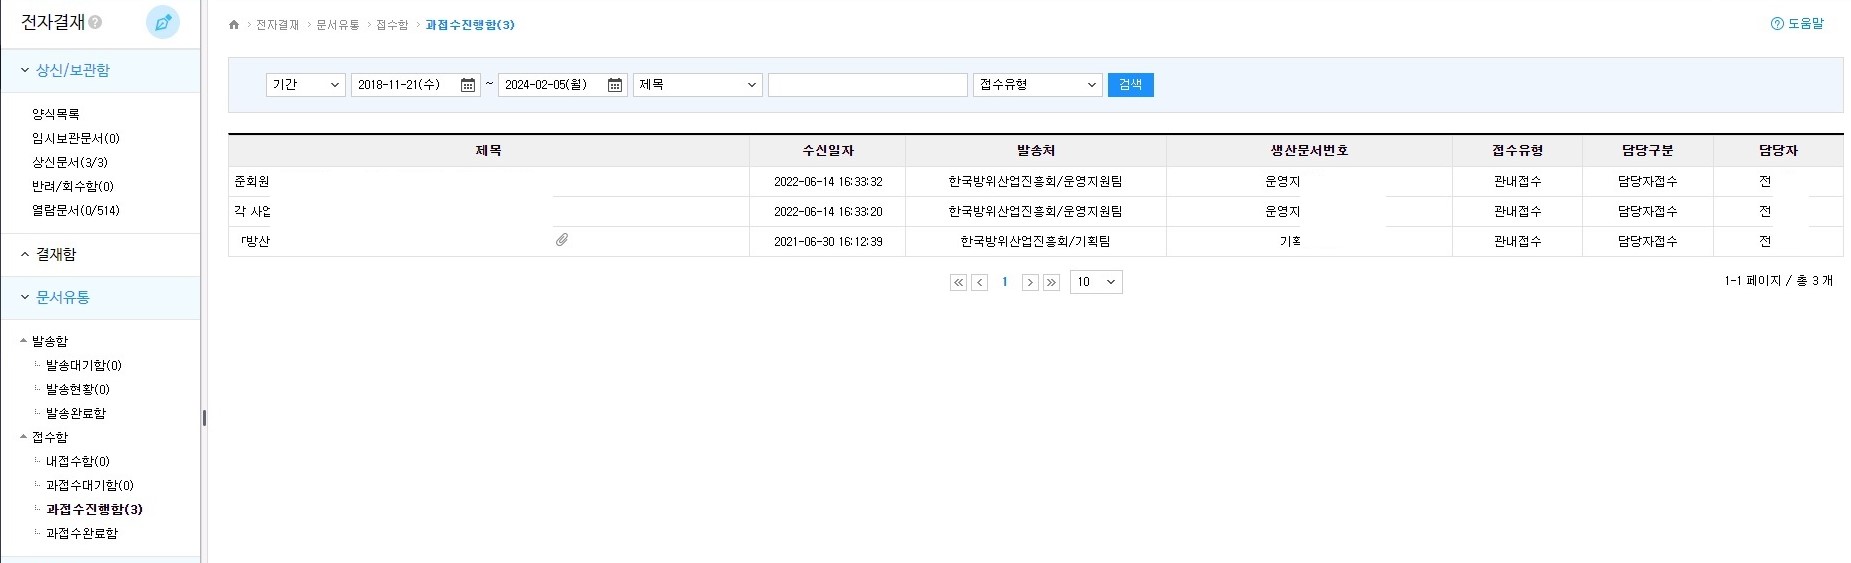 전자결재
전자결재 > 문서유통 > 접수함 > 과접수진행함(3)
도움말
상신/보관함
양식목록
임시보관문서(0)
상신문서(3/3)
반려/회수함(0)
열람문서(0/514)
결재함
문서유통
발송함
발송대기함(0)
발송현황(0)
발송완료함
접수함
내접수함(0)
과접수대기함(0)
과접수진행함(3)
과접수완료함
기간 2018-11-21(수) ~ 2024-02-05(월) 제목 접수유형 검색
제목 수신일자 발송처 생산문서번호 접수유형 담당구분 담당자
준회원 2022-06-14 16:33:32 한국방위산업진흥회/운영지원팀 운영지 관내접수 담당자접수 전
각 사업 2022-06-14 16:33:20 한국방위산업진흥회/운영지원팀 운영지 관내접수 담당자접수 전
「방산 2021-06-30 16:12:39 한국방위산업진흥회/기획팀 기획 관내접수 담당자접수 전
1 10 1-1 페이지 / 총 3 개